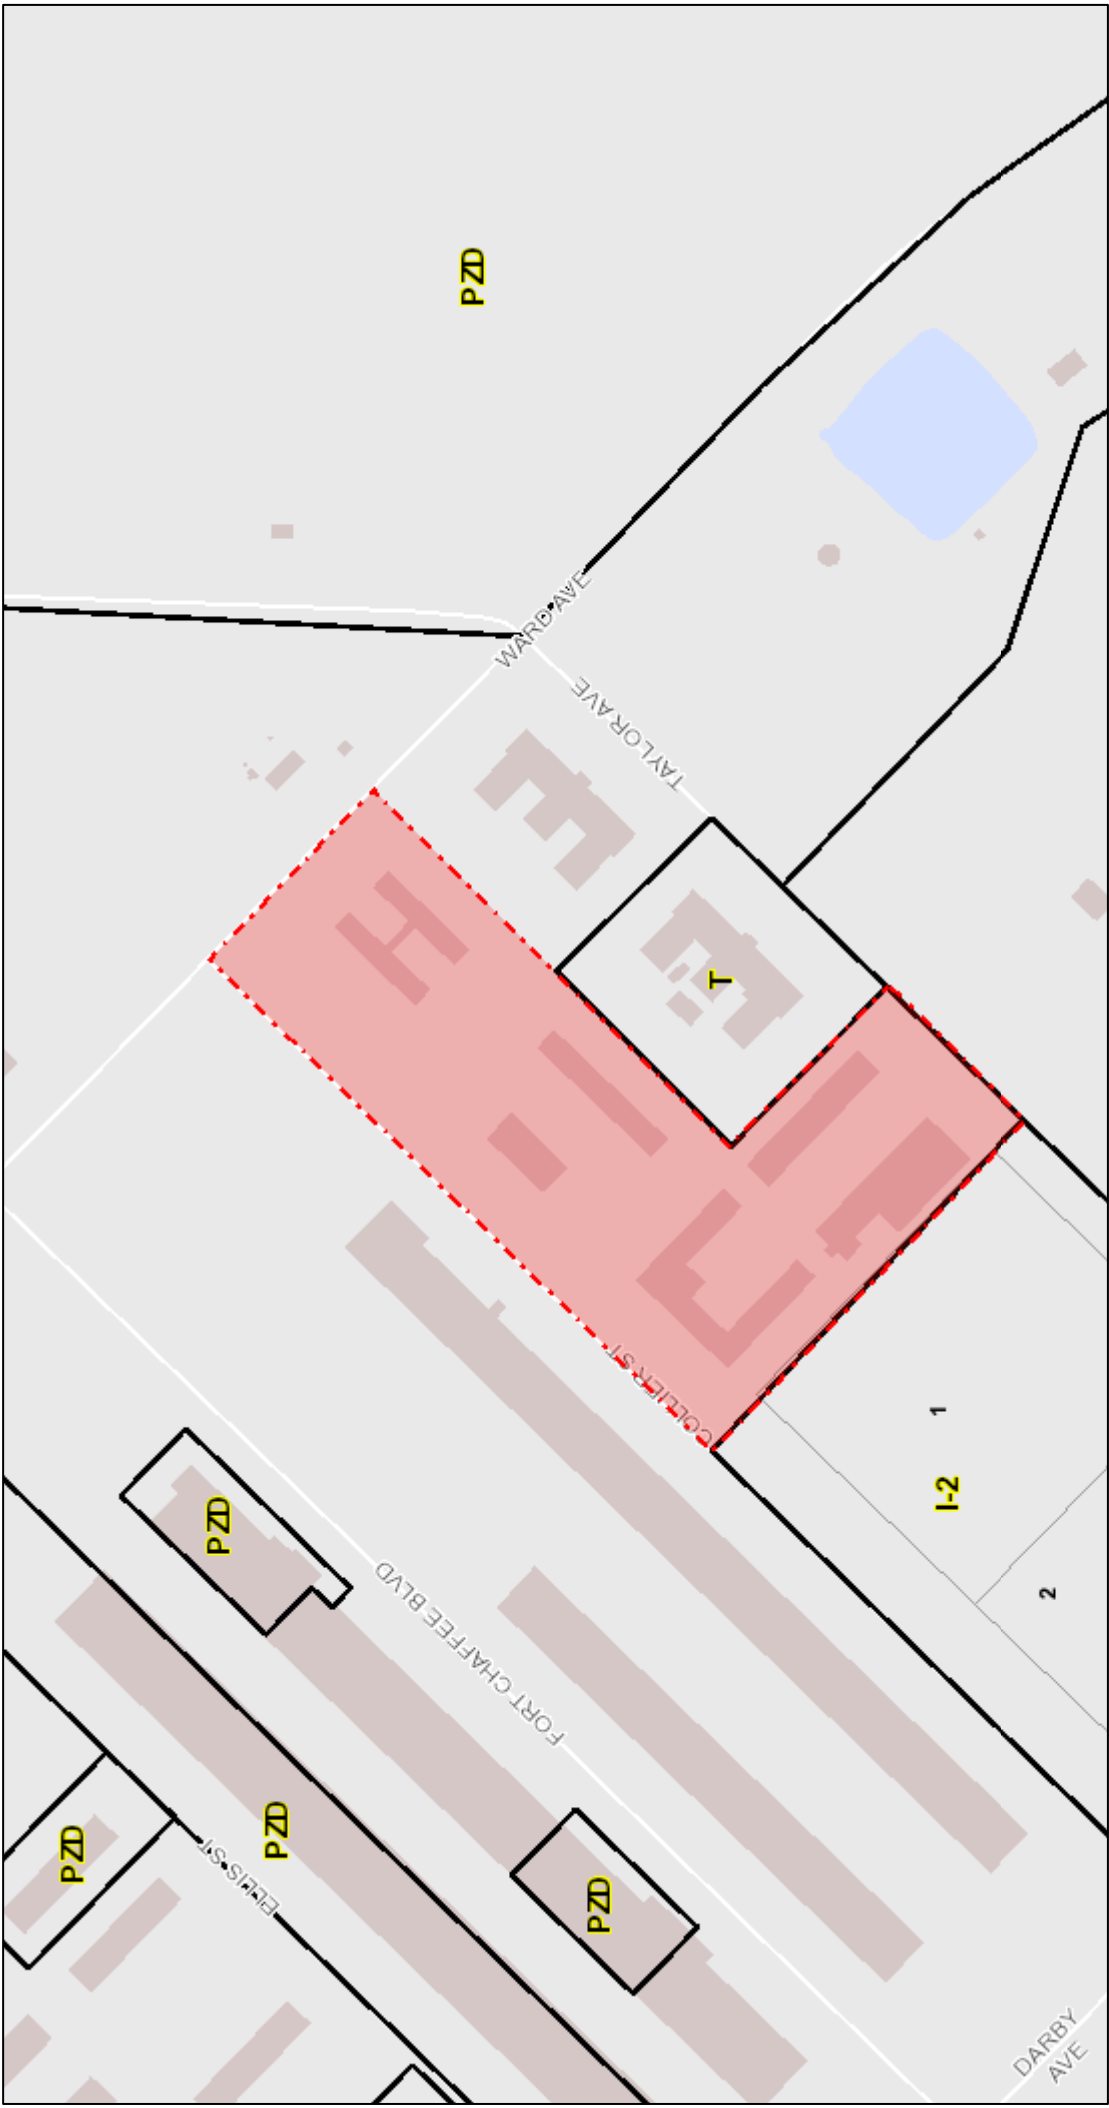 PZD
WARD AVE
TAYLOR AVE
T
COLLIER ST
1
I-2
2
PZD
FORT CHAFFEE BLVD
PZD
PZD
ELLIS ST
PZD
DARBY
AVE